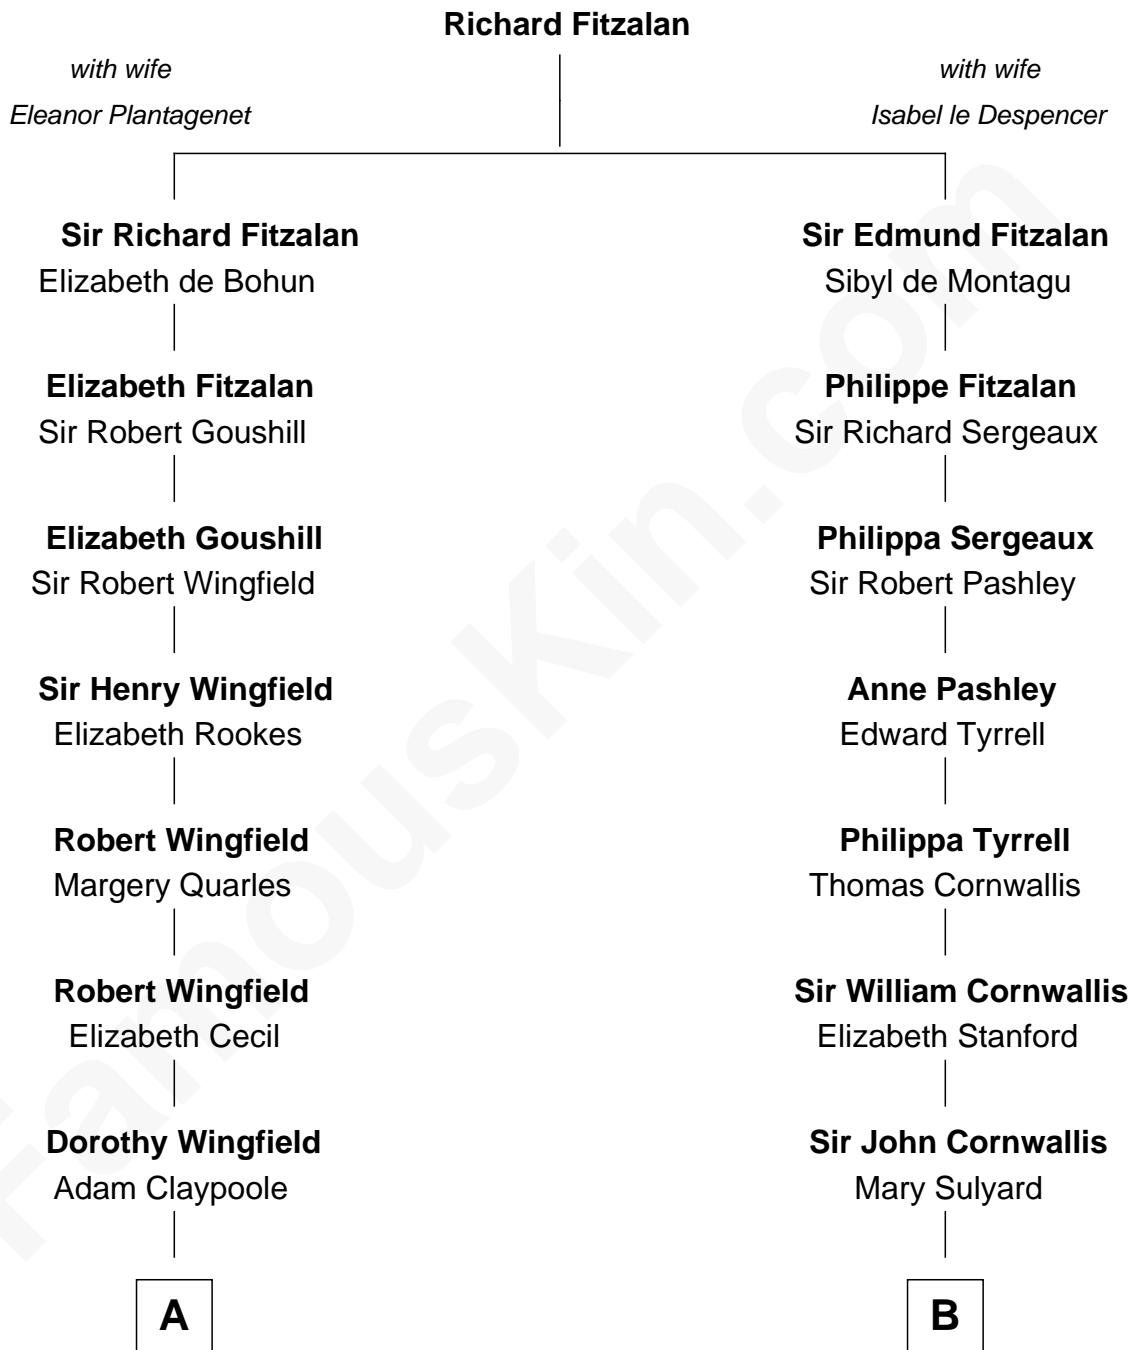 Richard Fitzalan
with wife
Eleanor Plantagenet
with wife
Isabel le Despencer
Sir Richard Fitzalan
Elizabeth de Bohun
Elizabeth Fitzalan
Sir Robert Goushill
Elizabeth Goushill
Sir Robert Wingfield
Sir Henry Wingfield
Elizabeth Rookes
Robert Wingfield
Margery Quarles
Robert Wingfield
Elizabeth Cecil
Dorothy Wingfield
Adam Claypoole
A
Sir Edmund Fitzalan
Sibyl de Montagu
Philippe Fitzalan
Sir Richard Sergeaux
Philippa Sergeaux
Sir Robert Pashley
Anne Pashley
Edward Tyrrell
Philippa Tyrrell
Thomas Cornwallis
Sir William Cornwallis
Elizabeth Stanford
Sir John Cornwallis
Mary Sulyard
B
FamousKin.com